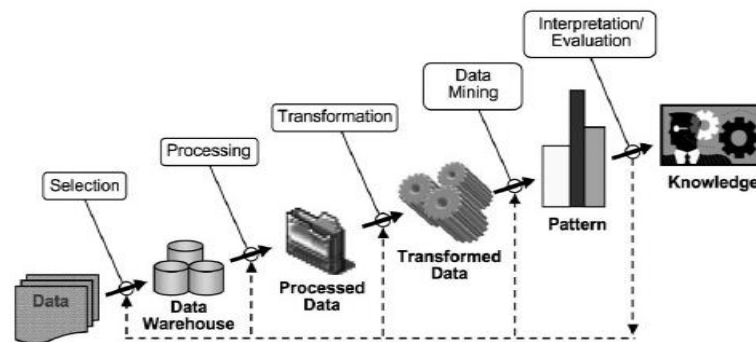 Interpretation/
Evaluation
Data
Mining
Transformation
Processing
Selection
Knowledge
Pattern
Transformed
Data
Processed
Data
Data
Warehouse
Data